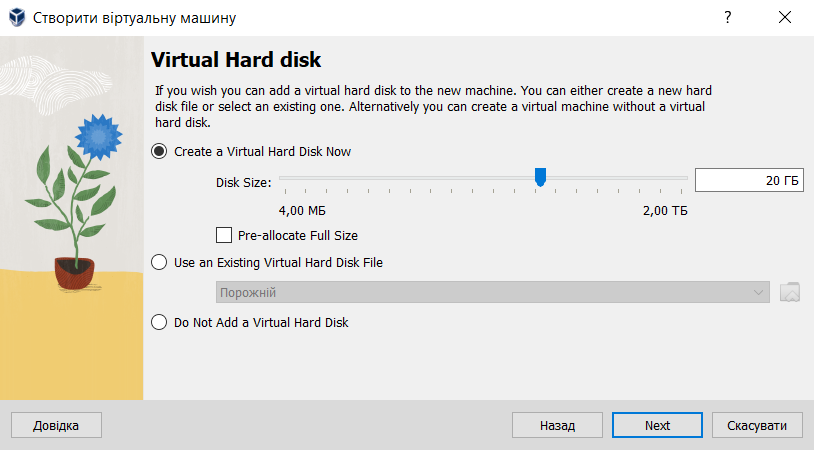 Створити віртуальну машину
?
Virtual Hard disk
If you wish you can add a virtual hard disk to the new machine. You can either create a new hard
disk file or select an existing one. Alternatively you can create a virtual machine without a virtual
hard disk.
Create a Virtual Hard Disk Now
Disk Size:
20 ГБ
4,00 МБ
2,00 ТБ
Pre-allocate Full Size
Use an Existing Virtual Hard Disk File
Порожній
Do Not Add a Virtual Hard Disk
Довідка
Назад
Next
Скасувати